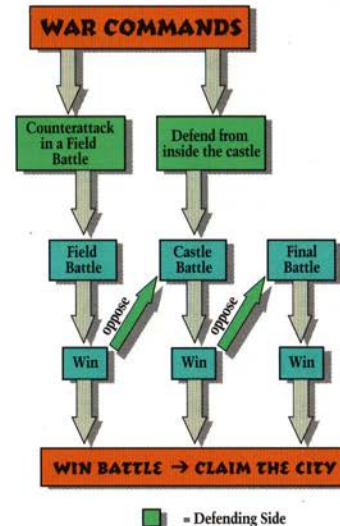 WAR COMMANDS
Counterattack
in a Field
Battle
Defend from
inside the castle
Field
Battle
Castle
Battle
Final
Battle
oppose
oppose
Win
Win
Win
WIN BATTLE → CLAIM THE CITY
= Defending Side